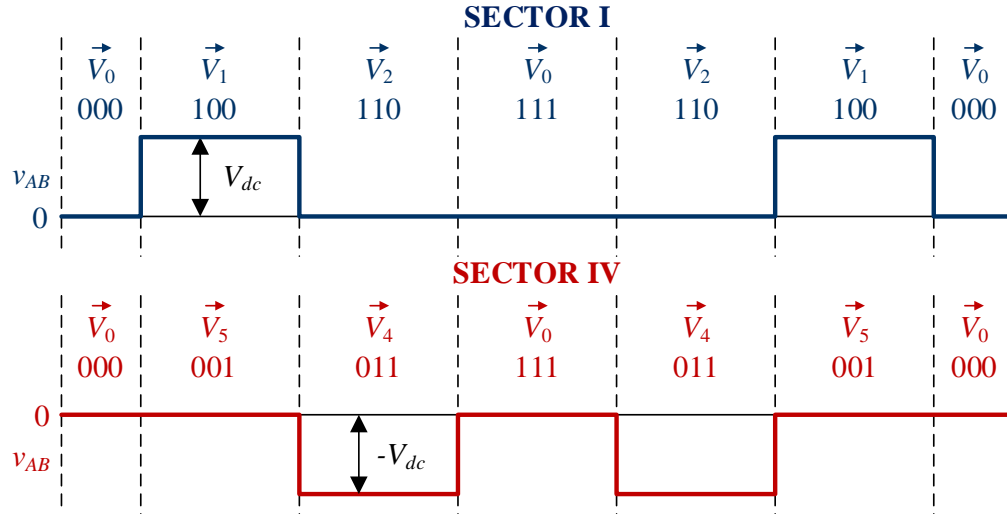 SECTOR I
V0 V1 V2 V0 V2 V1 V0
000 100 110 111 110 100 000
vAB
Vdc
0
SECTOR IV
V0 V5 V4 V0 V4 V5 V0
000 001 011 111 011 001 000
0
-Vdc
vAB